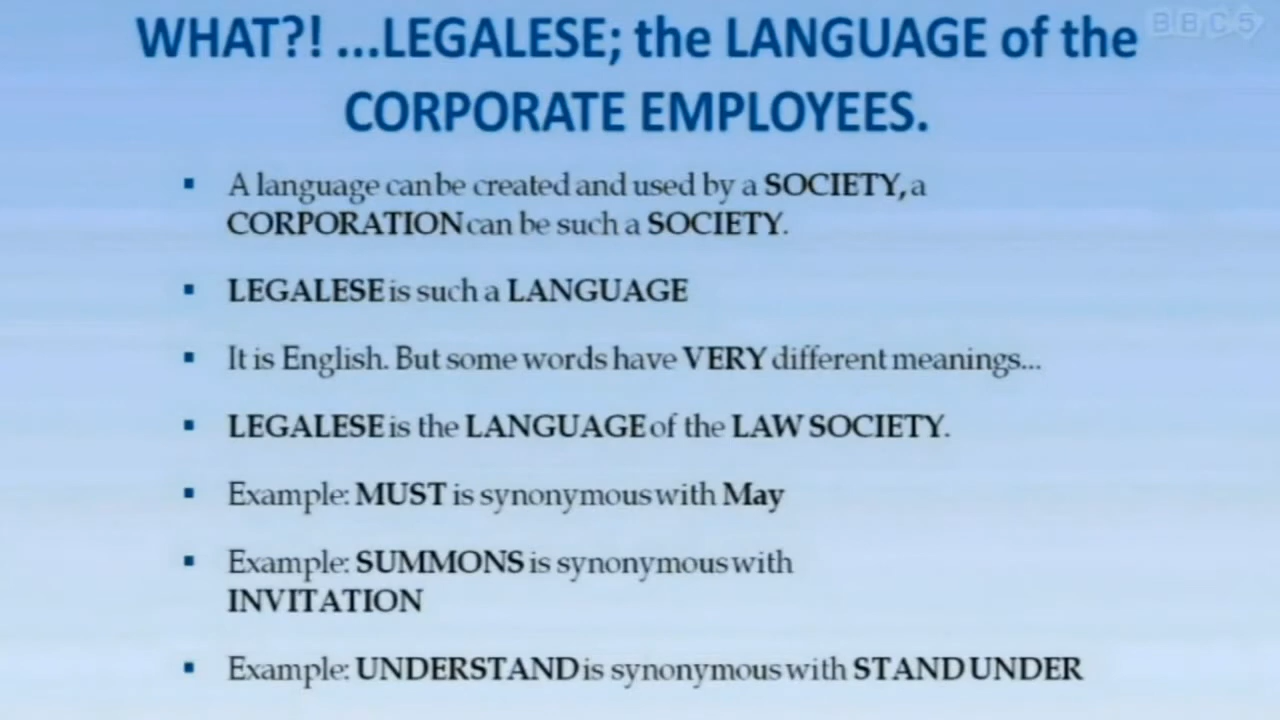 BBC5
WHAT?! ...LEGALESE; the LANGUAGE of the
CORPORATE EMPLOYEES.
A language can be created and used by a SOCIETY, a
CORPORATION can be such a SOCIETY.
LEGALESE is such a LANGUAGE
It is English. But some words have VERY different meanings...
LEGALESE is the LANGUAGE of the LAW SOCIETY.
Example: MUST is synonymous with May
Example: SUMMONS is synonymous with
INVITATION
Example: UNDERSTAND is synonymous with STAND UNDER